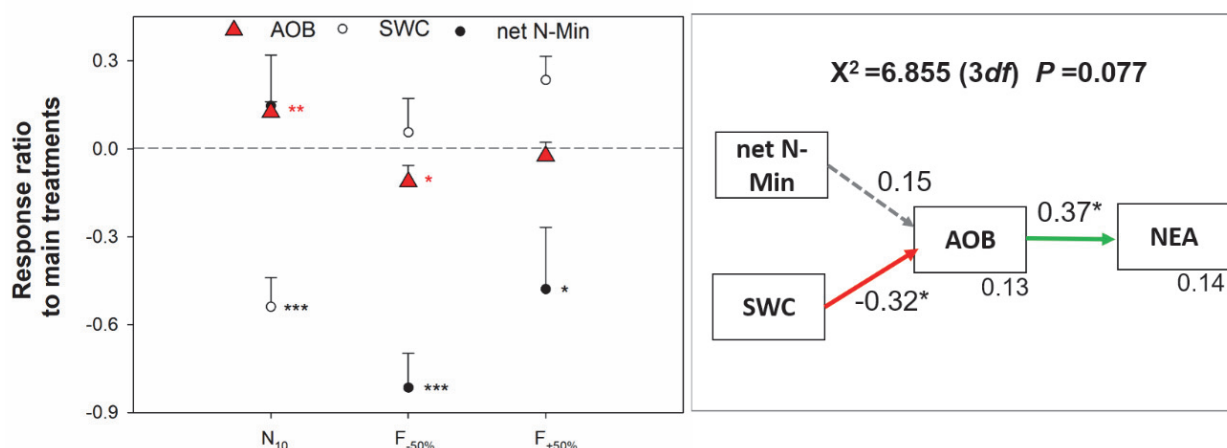 AOB SWC net N-Min
Response ratio
to main treatments
0.3
0.0
-0.3
-0.6
-0.9
**
***
*
***
*
N10
F-50%
F+50%
X² =6.855 (3df) P =0.077
net N-
Min
0.15
AOB
0.13
0.37*
NEA
0.14
SWC
-0.32*